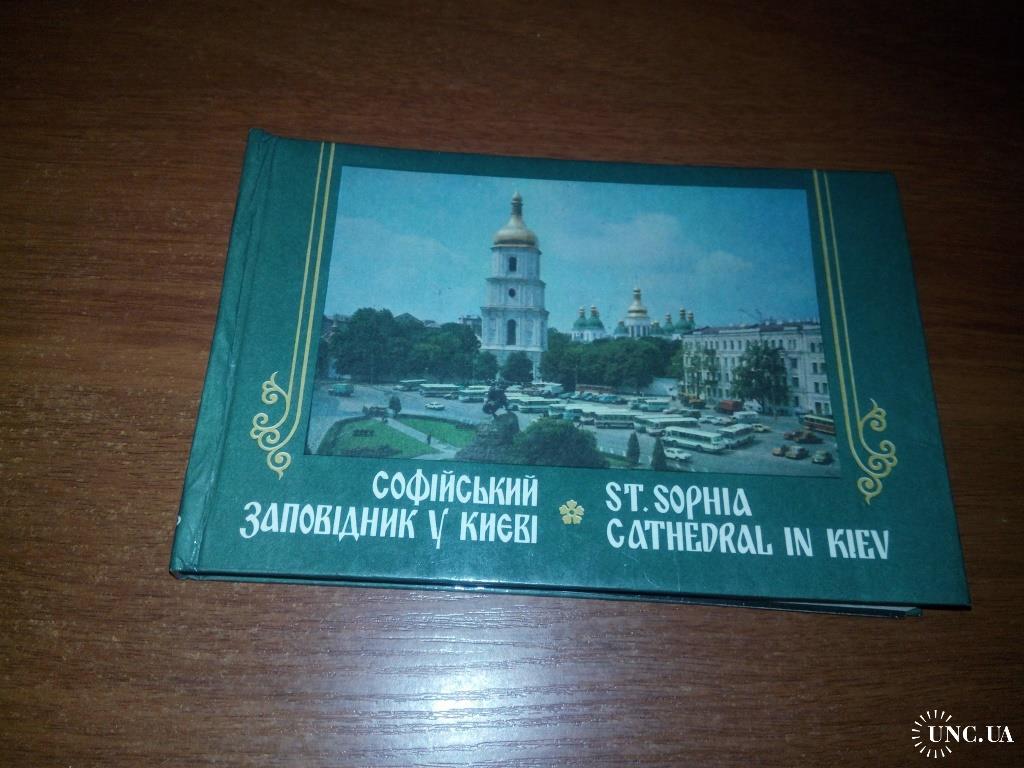 СОФІЙСЬКИЙ
ЗАПОВІДНИК У КИЄВІ
ST. SOPHIA
CATHEDRAL IN KIEV
UNC.UA